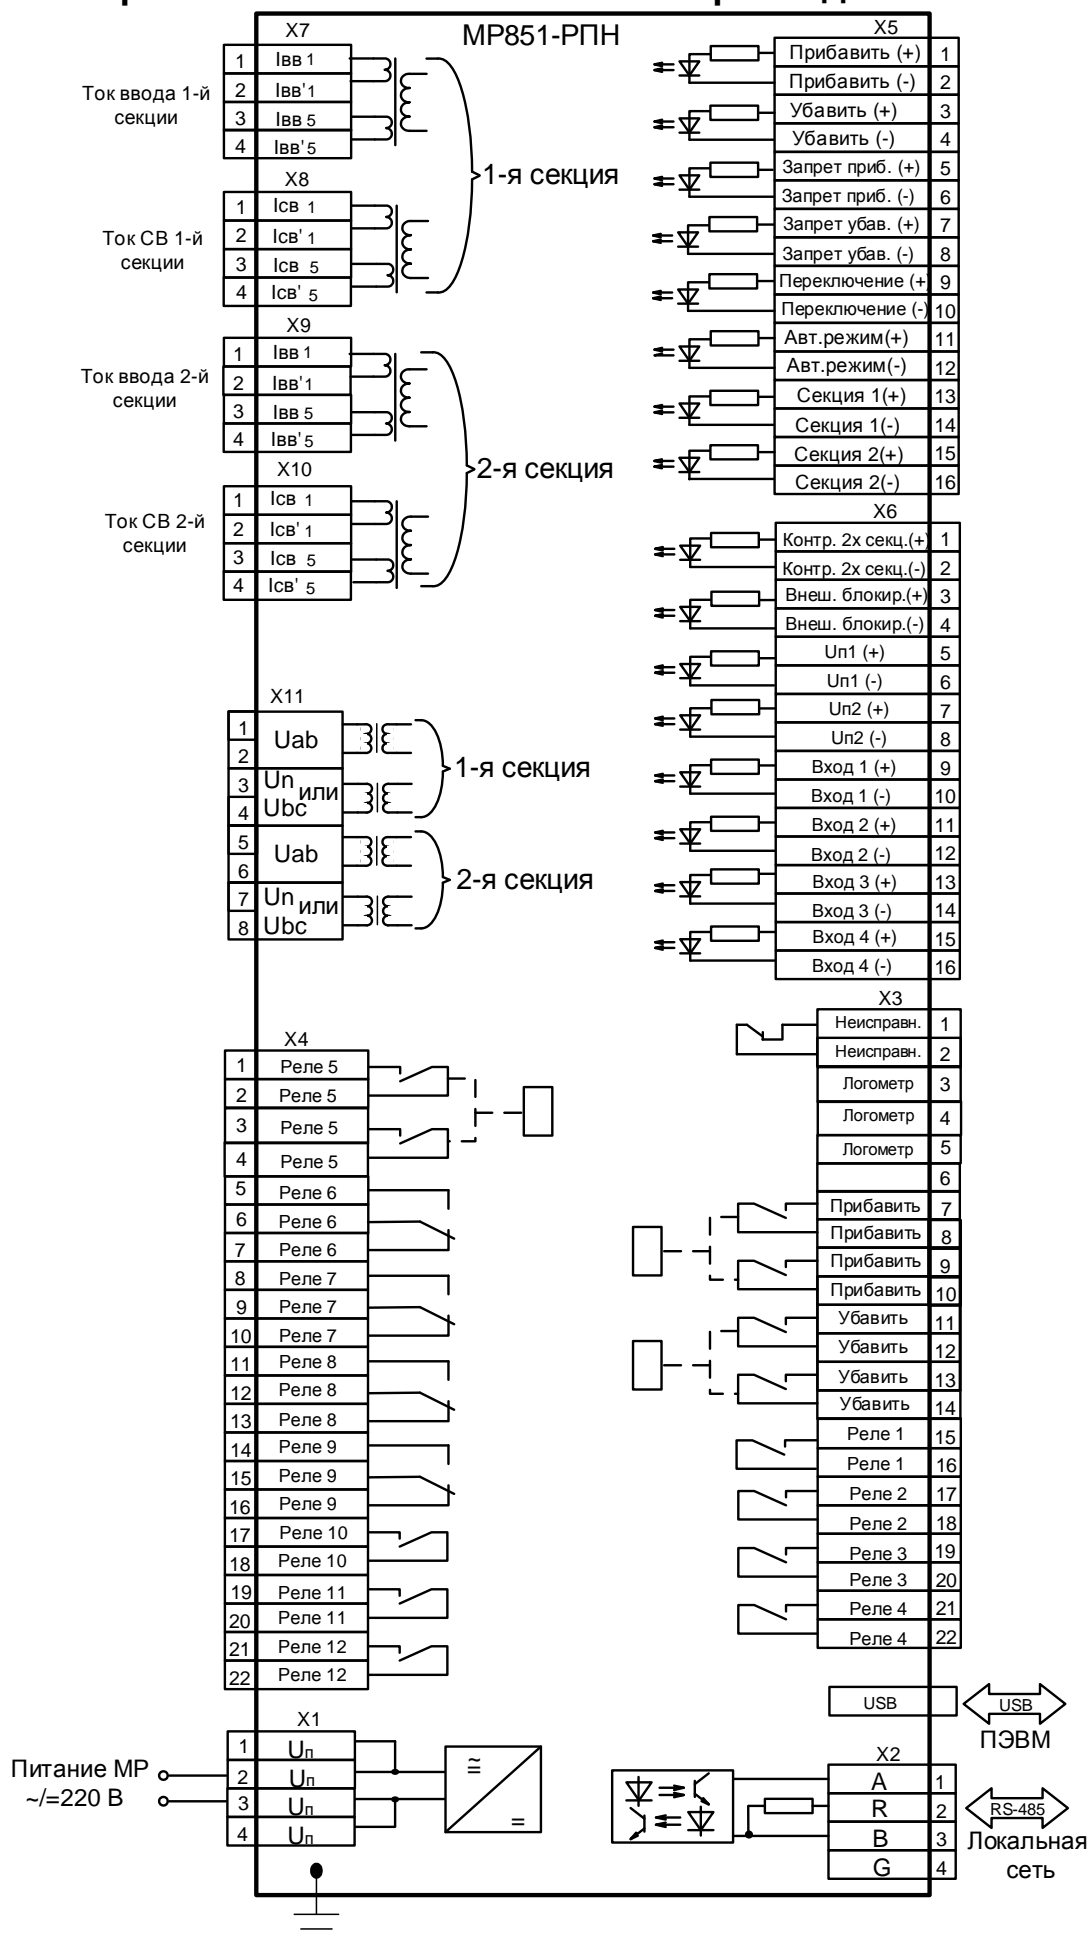 МР851-РПН
X7
1 Iвв 1
2 Iвв'1
3 Iвв 5
4 Iвв'5
Ток ввода 1-й
секции
X8
1 Iсв 1
2 Iсв' 1
3 Iсв 5
4 Iсв' 5
Ток СВ 1-й
секции
1-я секция
X9
1 Iвв 1
2 Iвв'1
3 Iвв 5
4 Iвв'5
Ток ввода 2-й
секции
X10
1 Iсв 1
2 Iсв' 1
3 Iсв 5
4 Iсв' 5
Ток СВ 2-й
секции
2-я секция
X11
1
2
Uab
3
4
Un или
Ubc
1-я секция
5
6
Uab
7
8
Un или
Ubc
2-я секция
X4
1 Реле 5
2 Реле 5
3 Реле 5
4 Реле 5
5 Реле 6
6 Реле 6
7 Реле 6
8 Реле 7
9 Реле 7
10 Реле 7
11 Реле 8
12 Реле 8
13 Реле 8
14 Реле 9
15 Реле 9
16 Реле 9
17 Реле 10
18 Реле 10
19 Реле 11
20 Реле 11
21 Реле 12
22 Реле 12
X1
1 Uп
2 Uп
3 Uп
4 Uп
Питание МР
~/=220 В
≂
=
X5
Прибавить (+) 1
Прибавить (-) 2
Убавить (+) 3
Убавить (-) 4
Запрет приб. (+) 5
Запрет приб. (-) 6
Запрет убав. (+) 7
Запрет убав. (-) 8
Переключение (+) 9
Переключение (-) 10
Авт.режим(+) 11
Авт.режим(-) 12
Секция 1(+) 13
Секция 1(-) 14
Секция 2(+) 15
Секция 2(-) 16
X6
Контр. 2х секц.(+) 1
Контр. 2х секц.(-) 2
Внеш. блокир.(+) 3
Внеш. блокир.(-) 4
Uп1 (+) 5
Uп1 (-) 6
Uп2 (+) 7
Uп2 (-) 8
Вход 1 (+) 9
Вход 1 (-) 10
Вход 2 (+) 11
Вход 2 (-) 12
Вход 3 (+) 13
Вход 3 (-) 14
Вход 4 (+) 15
Вход 4 (-) 16
X3
Неисправн. 1
Неисправн. 2
Логометр 3
Логометр 4
Логометр 5
6
Прибавить 7
Прибавить 8
Прибавить 9
Прибавить 10
Убавить 11
Убавить 12
Убавить 13
Убавить 14
Реле 1 15
Реле 1 16
Реле 2 17
Реле 2 18
Реле 3 19
Реле 3 20
Реле 4 21
Реле 4 22
USB
USB
ПЭВМ
X2
A 1
R 2
B 3
G 4
RS-485
Локальная
сеть